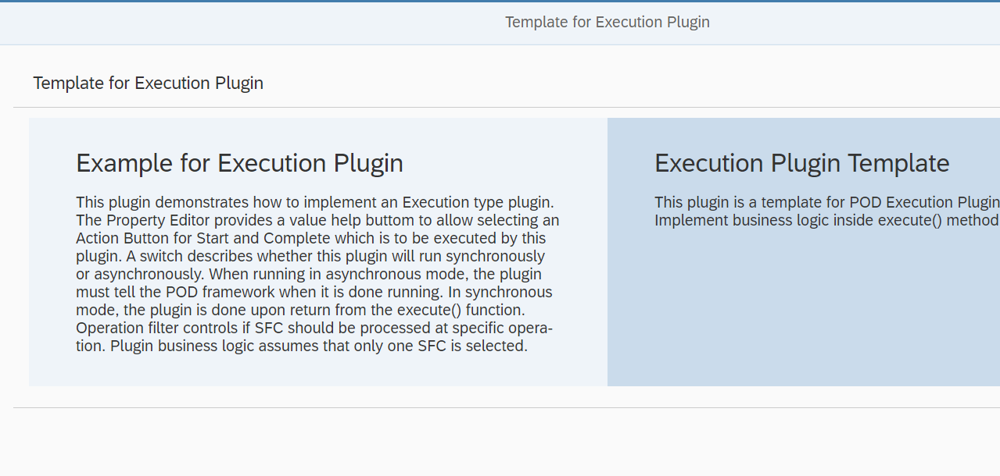 Template for Execution Plugin
Template for Execution Plugin
Example for Execution Plugin
This plugin demonstrates how to implement an Execution type plugin.
The Property Editor provides a value help buttom to allow selecting an
Action Button for Start and Complete which is to be executed by this
plugin. A switch describes whether this plugin will run synchronously
or asynchronously. When running in asynchronous mode, the plugin
must tell the POD framework when it is done running. In synchronous
mode, the plugin is done upon return from the execute() function.
Operation filter controls if SFC should be processed at specific opera-
tion. Plugin business logic assumes that only one SFC is selected.
Execution Plugin Template
This plugin is a template for POD Execution Plugin
Implement business logic inside execute() method